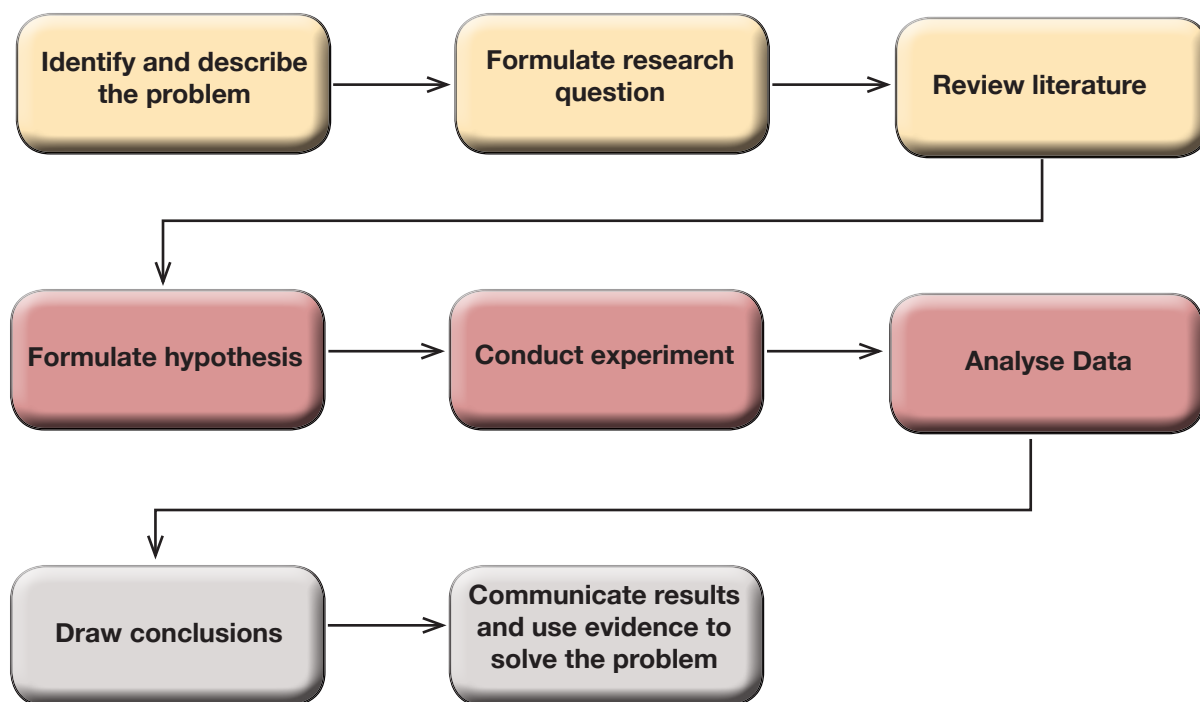 Identify and describe
the problem
Formulate research
question
Review literature
Formulate hypothesis
Conduct experiment
Analyse Data
Draw conclusions
Communicate results
and use evidence to
solve the problem